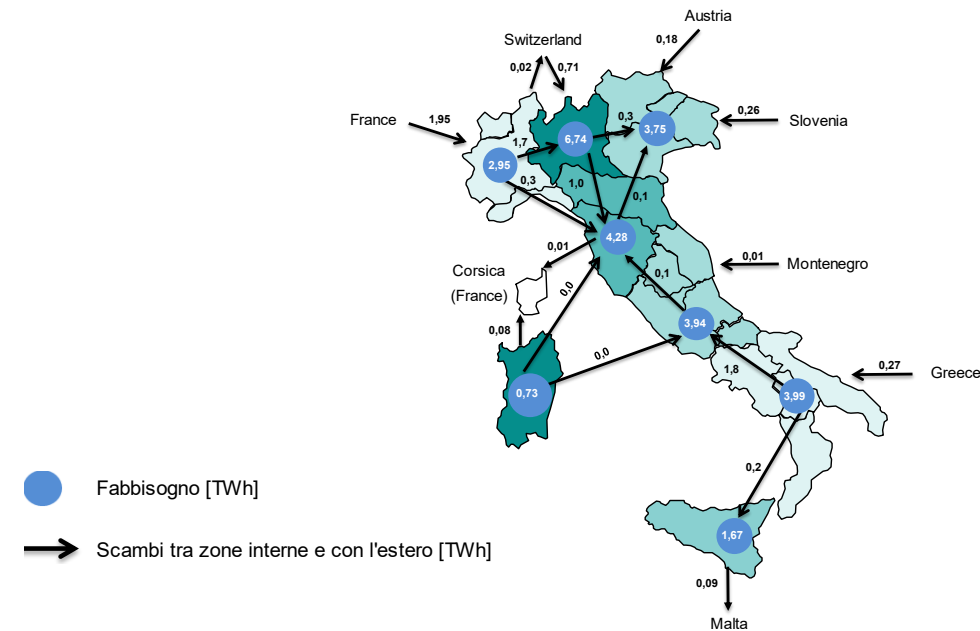 Austria
0,18
Switzerland
0,02
0,71
France
1,95
0,26
Slovenia
0,3
3,75
6,74
1,7
2,95
0,3
1,0
0,1
4,28
0,01
Corsica
(France)
0,0
0,1
0,01
Montenegro
0,08
3,94
0,0
1,8
0,27
Greece
0,73
3,99
0,2
Fabbisogno [TWh]
1,67
Scambi tra zone interne e con l'estero [TWh]
0,09
Malta